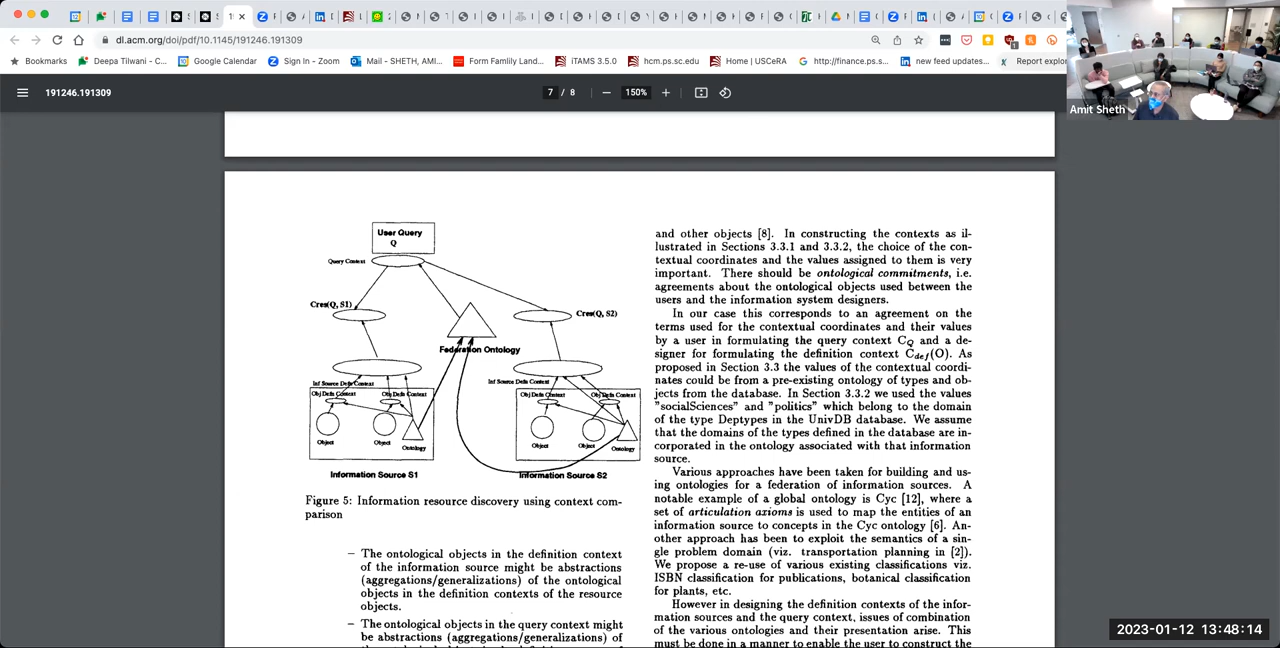 dl.acm.org/doi/pdf/10.1145/191246.191309
Bookmarks
Deepa Tilwani - C...
Google Calendar
Sign In - Zoom
Mail - SHETH, AMI...
Form Famliy Land...
iTAMS 3.5.0
hcm.ps.sc.edu
Home | USCeRA
http://finance.ps.s...
new feed updates...
Report explor
Amit Sheth
191246.191309
7 / 8
150%
User Query
Q
Query Context
Cres(Q, S1)
Cres(Q, S2)
Federation Ontology
Inf Source Defn Context
Inf Source Defn Context
Obj Defn Context
Obj Defn Context
Obj Defn Context
Obj Defn Context
Object
Object
Ontology
Object
Object
Ontology
Information Source S1
Information Source S2
Figure 5: Information resource discovery using context com-
parison
– The ontological objects in the definition context
of the information source might be abstractions
(aggregations/generalizations) of the ontological
objects in the definition contexts of the resource
objects.
– The ontological objects in the query context might
be abstractions (aggregations/generalizations) of
and other objects [8]. In constructing the contexts as il-
lustrated in Sections 3.3.1 and 3.3.2, the choice of the con-
textual coordinates and the values assigned to them is very
important. There should be ontological commitments, i.e.
agreements about the ontological objects used between the
users and the information system designers.
In our case this corresponds to an agreement on the
terms used for the contextual coordinates and their values
by a user in formulating the query context CQ and a de-
signer for formulating the definition context Cdef(O). As
proposed in Section 3.3 the values of the contextual coordi-
nates could be from a pre-existing ontology of types and ob-
jects from the database. In Section 3.3.2 we used the values
"socialSciences" and "politics" which belong to the domain
of the type Deptypes in the UnivDB database. We assume
that the domains of the types defined in the database are in-
corporated in the ontology associated with that information
source.
Various approaches have been taken for building and us-
ing ontologies for a federation of information sources. A
notable example of a global ontology is Cyc [12], where a
set of articulation axioms is used to map the entities of an
information source to concepts in the Cyc ontology [6]. An-
other approach has been to exploit the semantics of a sin-
gle problem domain (viz. transportation planning in [2]).
We propose a re-use of various existing classifications viz.
ISBN classification for publications, botanical classification
for plants, etc.
However in designing the definition contexts of the infor-
mation sources and the query context, issues of combination
of the various ontologies and their presentation arise. This
must be done in a manner to enable the user to construct the
2023-01-12 13:48:14